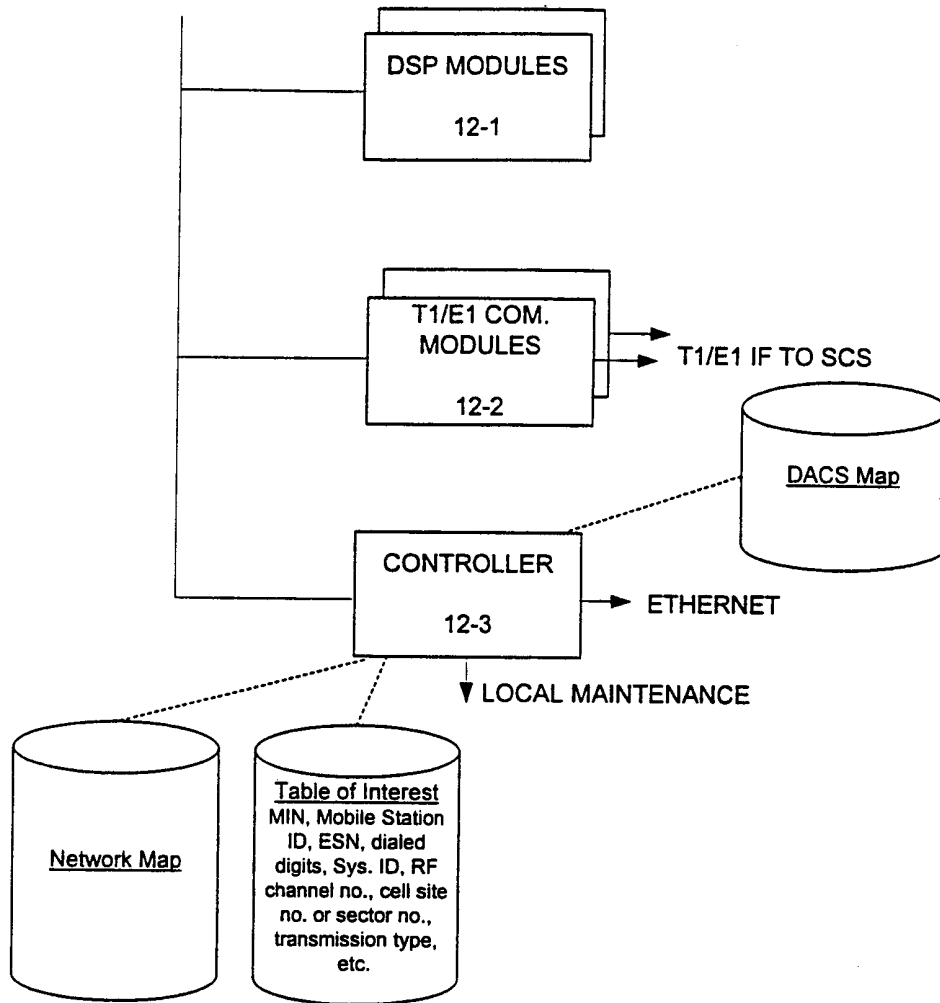 DSP MODULES
12-1
T1/E1 COM.
MODULES
12-2
T1/E1 IF TO SCS
DACS Map
CONTROLLER
12-3
ETHERNET
LOCAL MAINTENANCE
Network Map
Table of Interest
MIN, Mobile Station
ID, ESN, dialed
digits, Sys. ID, RF
channel no., cell site
no. or sector no.,
transmission type,
etc.